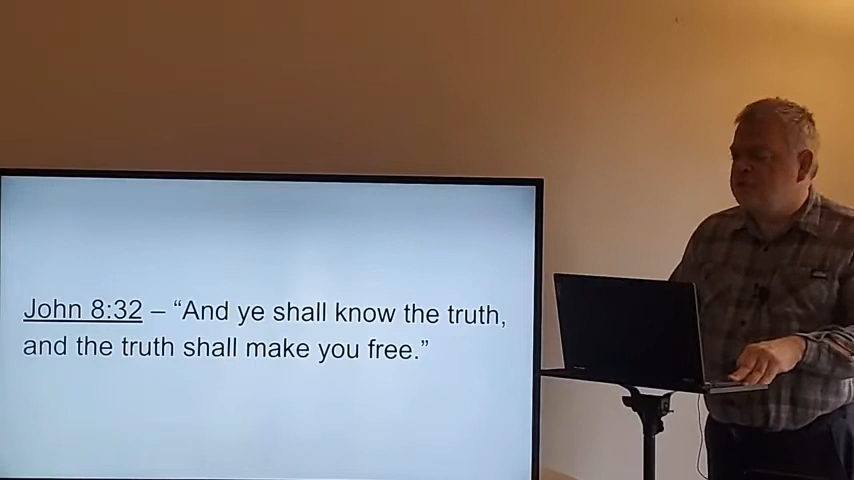 John 8:32 – “And ye shall know the truth,
and the truth shall make you free.”